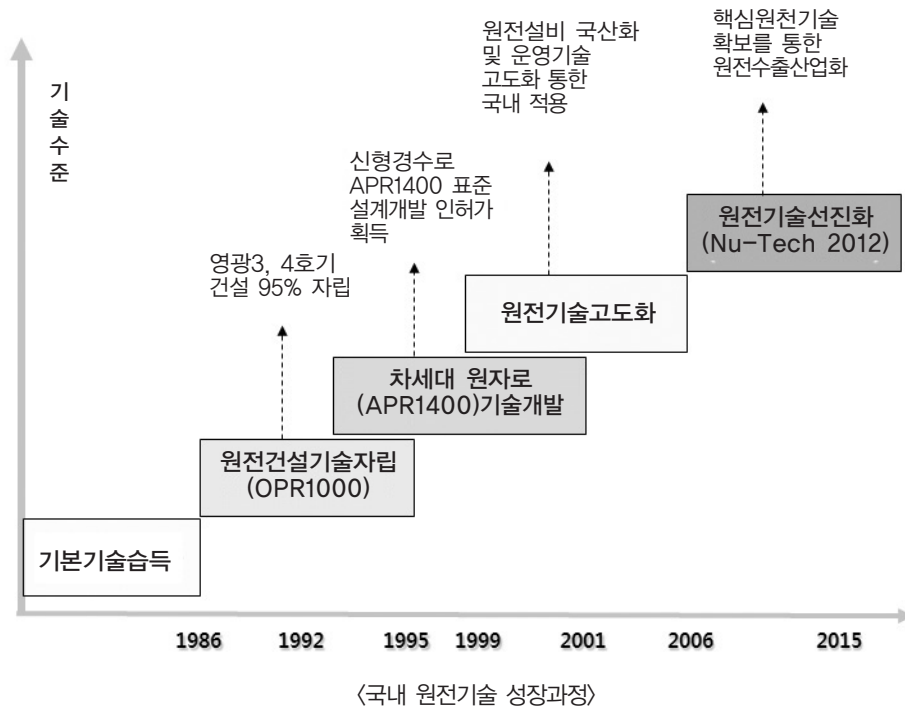 기
술
수
준
원전설비 국산화
및 운영기술
고도화 통한
국내 적용
핵심원천기술
확보를 통한
원전수출산업화
신형경수로
APR1400 표준
설계개발 인허가
획득
영광3, 4호기
건설 95% 자립
원전기술선진화
(Nu-Tech 2012)
원전기술고도화
차세대 원자로
(APR1400)기술개발
원전건설기술자립
(OPR1000)
기본기술습득
1986 1992 1995 1999 2001 2006 2015
〈국내 원전기술 성장과정〉